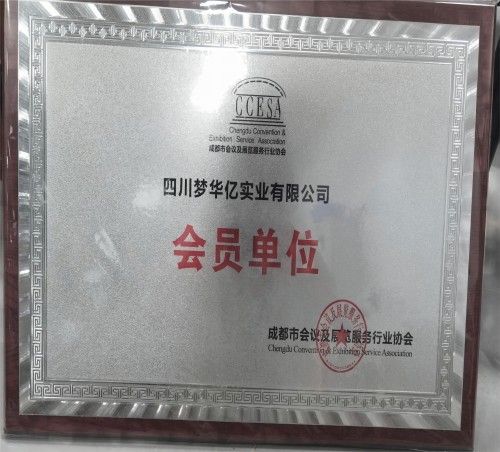 CCESA
Chengdu Convention &
Exhibition Service Association
成都市会议及展览服务行业协会
四川梦华亿实业有限公司
会员单位
成都市会议及展览服务行业协会
Chengdu Convention & Exhibition Service Association